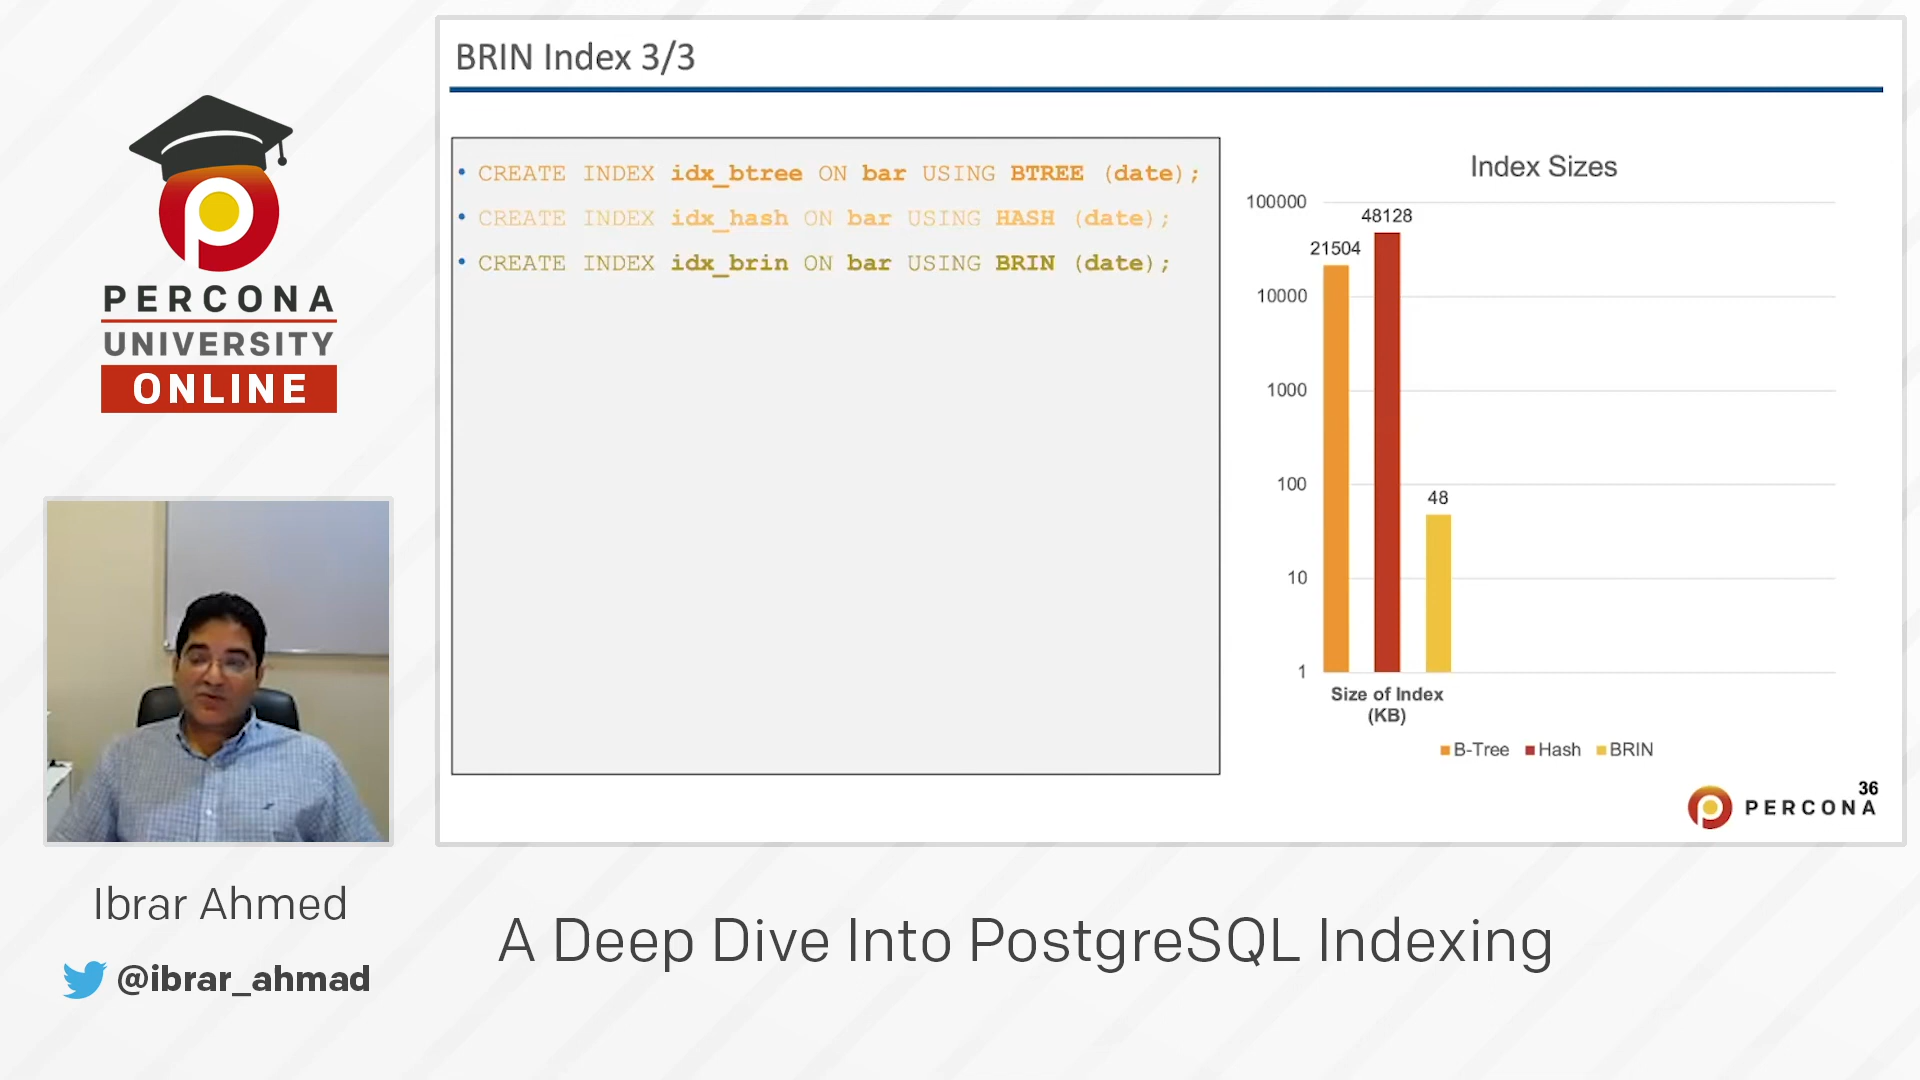 PERCONA
UNIVERSITY
ONLINE
Ibrar Ahmed
@ibrar_ahmad
BRIN Index 3/3
• CREATE INDEX idx_btree ON bar USING BTREE (date);
• CREATE INDEX idx_hash ON bar USING HASH (date);
• CREATE INDEX idx_brin ON bar USING BRIN (date);
Index Sizes
100000
10000
1000
100
10
1
21504
48128
48
Size of Index
(KB)
B-Tree Hash BRIN
36
PERCONA
A Deep Dive Into PostgreSQL Indexing